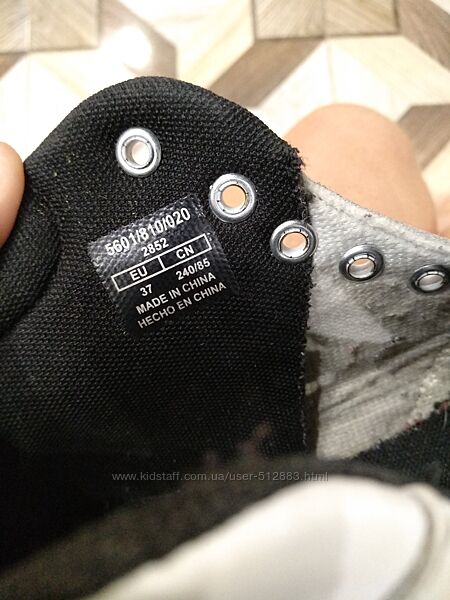 5601/810/020
2852
EU CN
37 240/85
MADE IN CHINA
HECHO EN CHINA
www.kidstaff.com.ua/user-512883.html